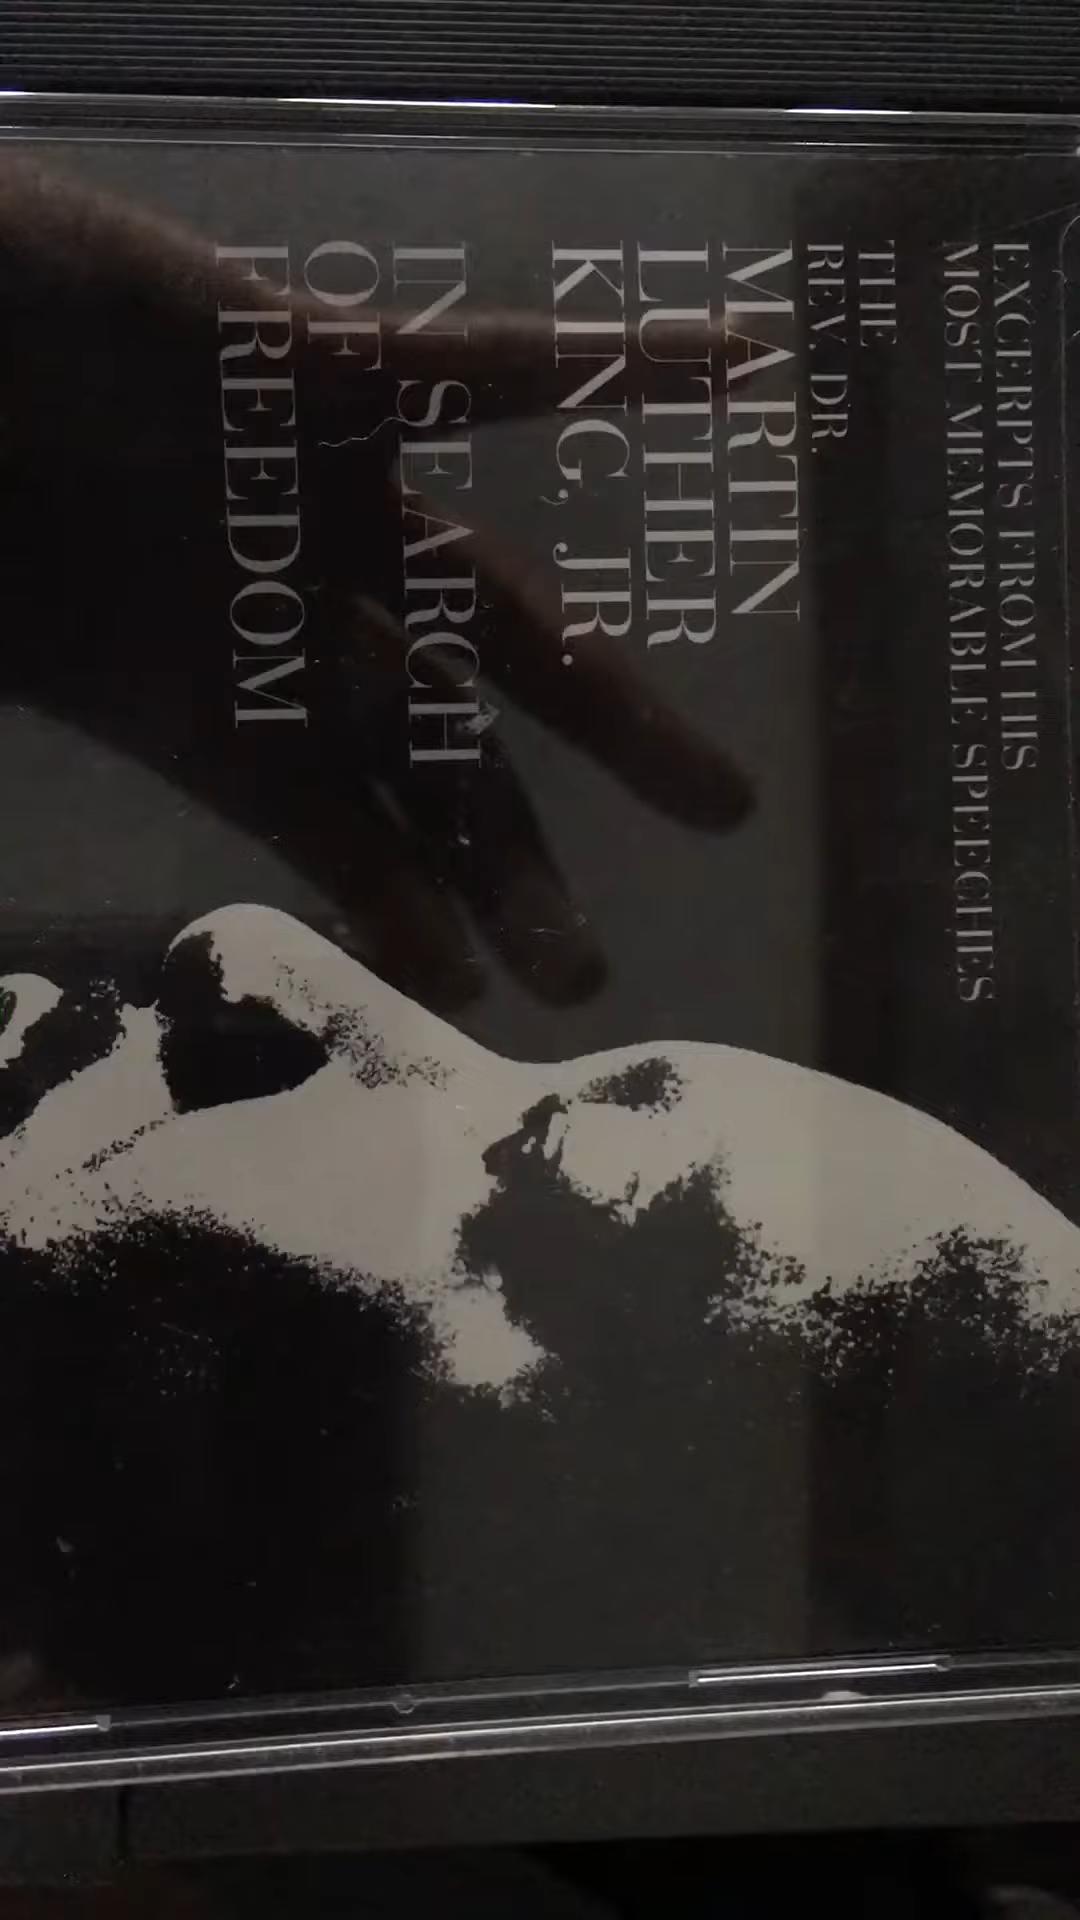 EXCERPTS FROM HIS
MOST MEMORABLE SPEECHES
THE
REV. DR.
MARTIN
LUTHER
KING, JR.
IN SEARCH
OF
FREEDOM